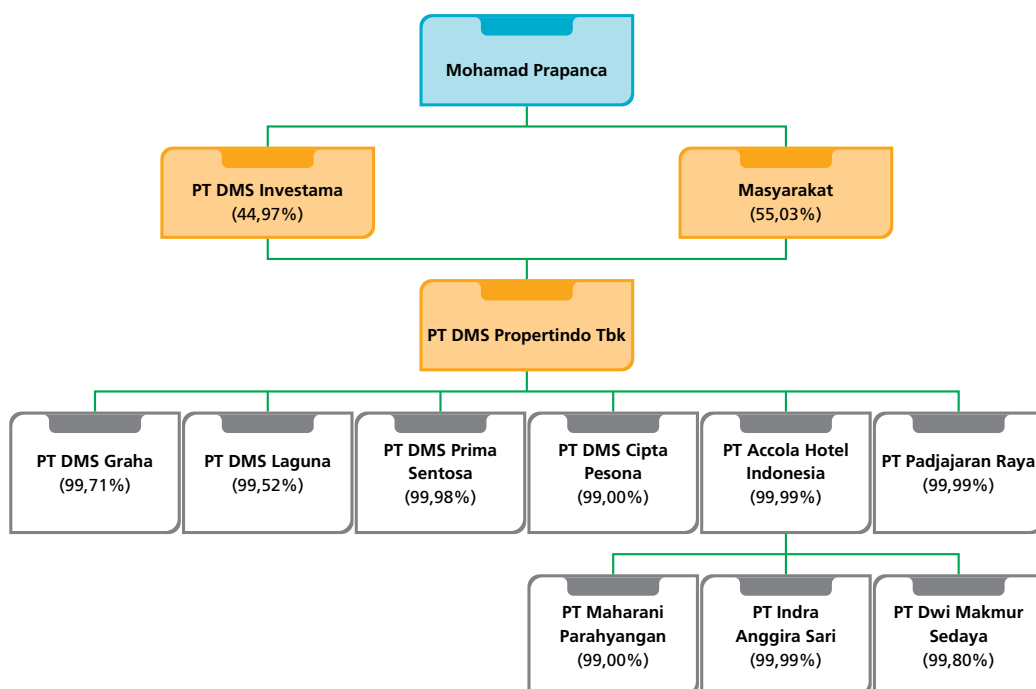 Mohamad Prapanca
PT DMS Investama
(44,97%)
Masyarakat
(55,03%)
PT DMS Propertindo Tbk
PT DMS Graha
(99,71%)
PT DMS Laguna
(99,52%)
PT DMS Prima
Sentosa
(99,98%)
PT DMS Cipta
Pesona
(99,00%)
PT Accola Hotel
Indonesia
(99,99%)
PT Padjajaran Raya
(99,99%)
PT Maharani
Parahyangan
(99,00%)
PT Indra
Anggira Sari
(99,99%)
PT Dwi Makmur
Sedaya
(99,80%)